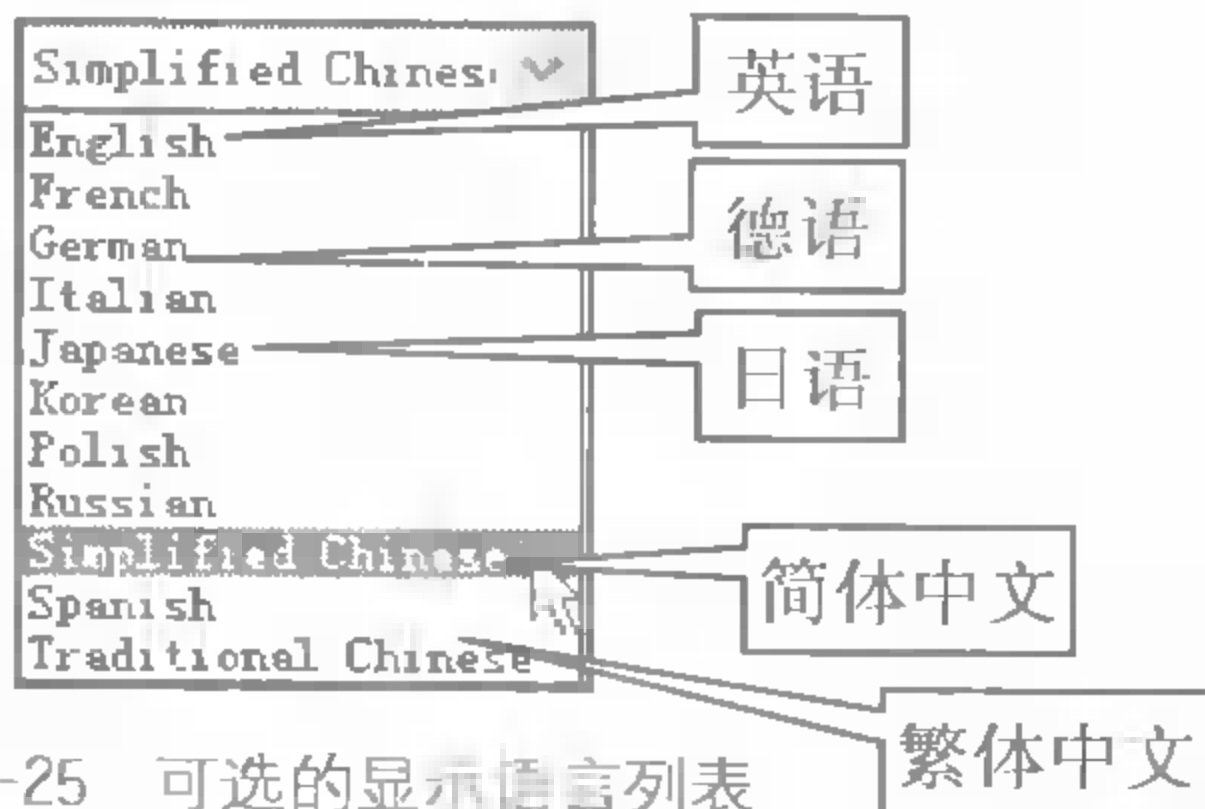 Simplified Chines
English
French
German
Italian
Japanese
Korean
Polish
Russian
Simplified Chinese
Spanish
Traditional Chinese
英语
德语
日语
简体中文
繁体中文
-25 可选的显示语言列表